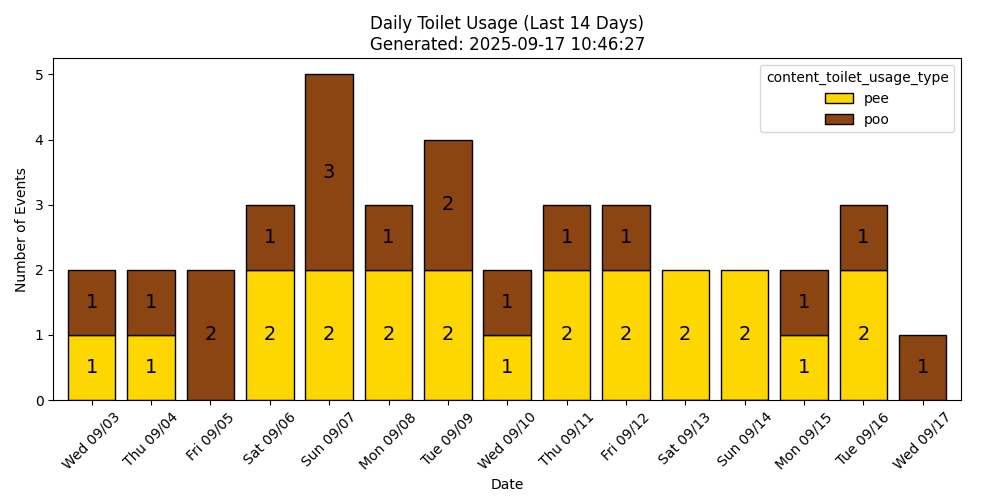 Daily Toilet Usage (Last 14 Days)
Generated: 2025-09-17 10:46:27
content_toilet_usage_type
pee
poo
Number of Events
5
4
3
2
1
0
1 1 2 1 3 1 2 1 1 1 1 1 1
1 1 2 2 2 2 1 2 2 2 2 1 2
Wed 09/03 Thu 09/04 Fri 09/05 Sat 09/06 Sun 09/07 Mon 09/08 Tue 09/09 Wed 09/10 Thu 09/11 Fri 09/12 Sat 09/13 Sun 09/14 Mon 09/15 Tue 09/16 Wed 09/17
Date